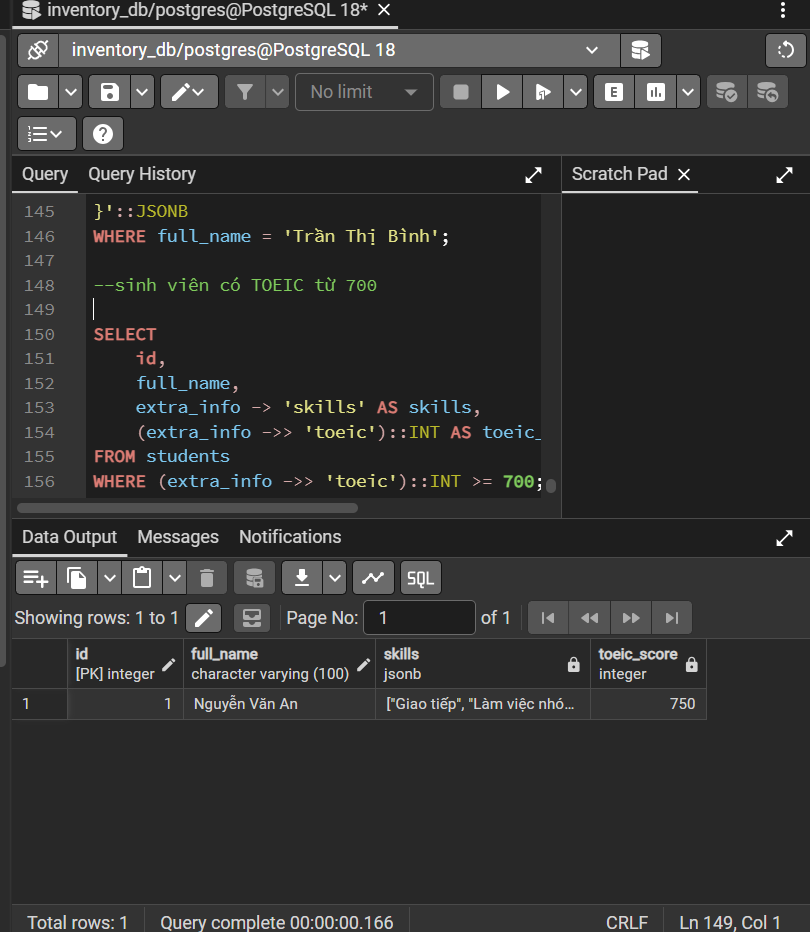 inventory_db/postgres@PostgreSQL 18*
inventory_db/postgres@PostgreSQL 18
No limit
E
Query
Query History
Scratch Pad
145 }'::JSONB
146 WHERE full_name = 'Trần Thị Bình';
147
148 --sinh viên có TOEIC từ 700
149
150 SELECT
151 id,
152 full_name,
153 extra_info -> 'skills' AS skills,
154 (extra_info ->> 'toeic')::INT AS toeic_
155 FROM students
156 WHERE (extra_info ->> 'toeic')::INT >= 700;
Data Output Messages Notifications
SQL
Showing rows: 1 to 1 Page No: 1 of 1
id full_name skills toeic_score
[PK] integer character varying (100) jsonb integer
1 1 Nguyễn Văn An ["Giao tiếp", "Làm việc nhó... 750
Total rows: 1 Query complete 00:00:00.166 CRLF Ln 149, Col 1